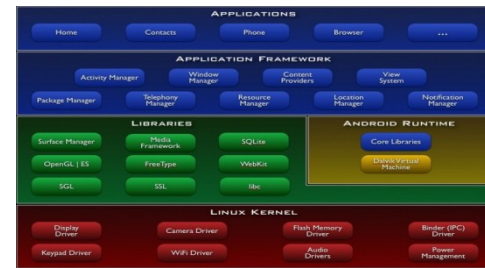 APPLICATIONS
Home Contacts Phone Browser ...
APPLICATION FRAMEWORK
Activity Manager Window Manager Content Providers View System
Package Manager Telephony Manager Resource Manager Location Manager Notification Manager
LIBRARIES
Surface Manager Media Framework SQLite
OpenGL | ES FreeType WebKit
SGL SSL libc
ANDROID RUNTIME
Core Libraries
Dalvik Virtual Machine
LINUX KERNEL
Display Driver Camera Driver Flash Memory Driver Binder (IPC) Driver
Keypad Driver WiFi Driver Audio Drivers Power Management